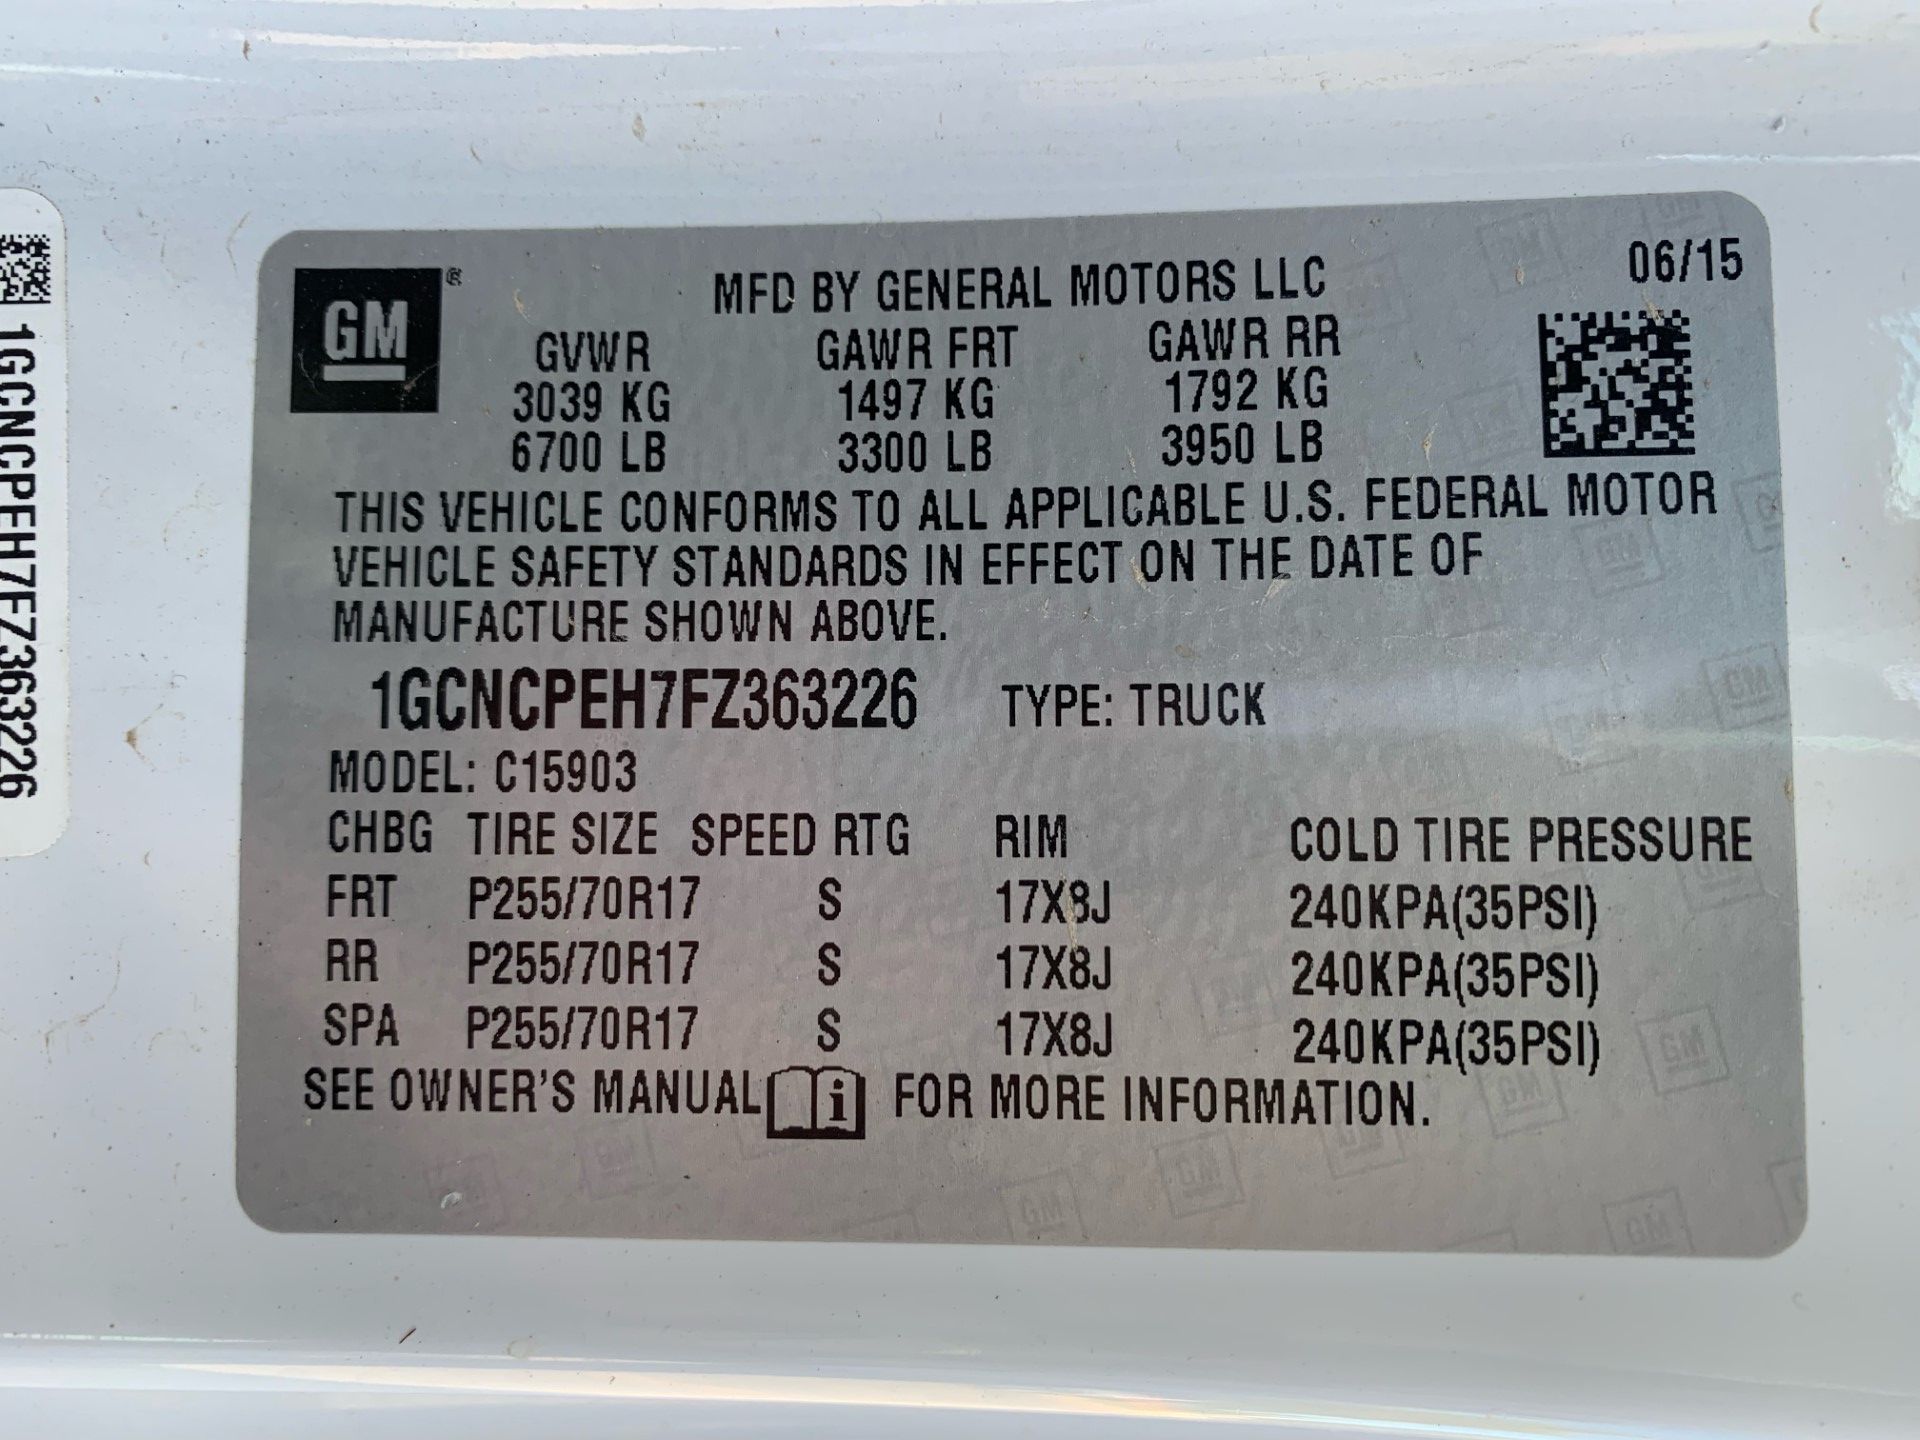 GM ®
MFD BY GENERAL MOTORS LLC 06/15
GVWR GAWR FRT GAWR RR
3039 KG 1497 KG 1792 KG
6700 LB 3300 LB 3950 LB
THIS VEHICLE CONFORMS TO ALL APPLICABLE U.S. FEDERAL MOTOR
VEHICLE SAFETY STANDARDS IN EFFECT ON THE DATE OF
MANUFACTURE SHOWN ABOVE.
1GCNCPEH7FZ363226 TYPE: TRUCK
MODEL: C15903
CHBG TIRE SIZE SPEED RTG RIM COLD TIRE PRESSURE
FRT P255/70R17 S 17X8J 240KPA(35PSI)
RR P255/70R17 S 17X8J 240KPA(35PSI)
SPA P255/70R17 S 17X8J 240KPA(35PSI)
SEE OWNER'S MANUAL i FOR MORE INFORMATION.
1GCNCPEH7FZ363226